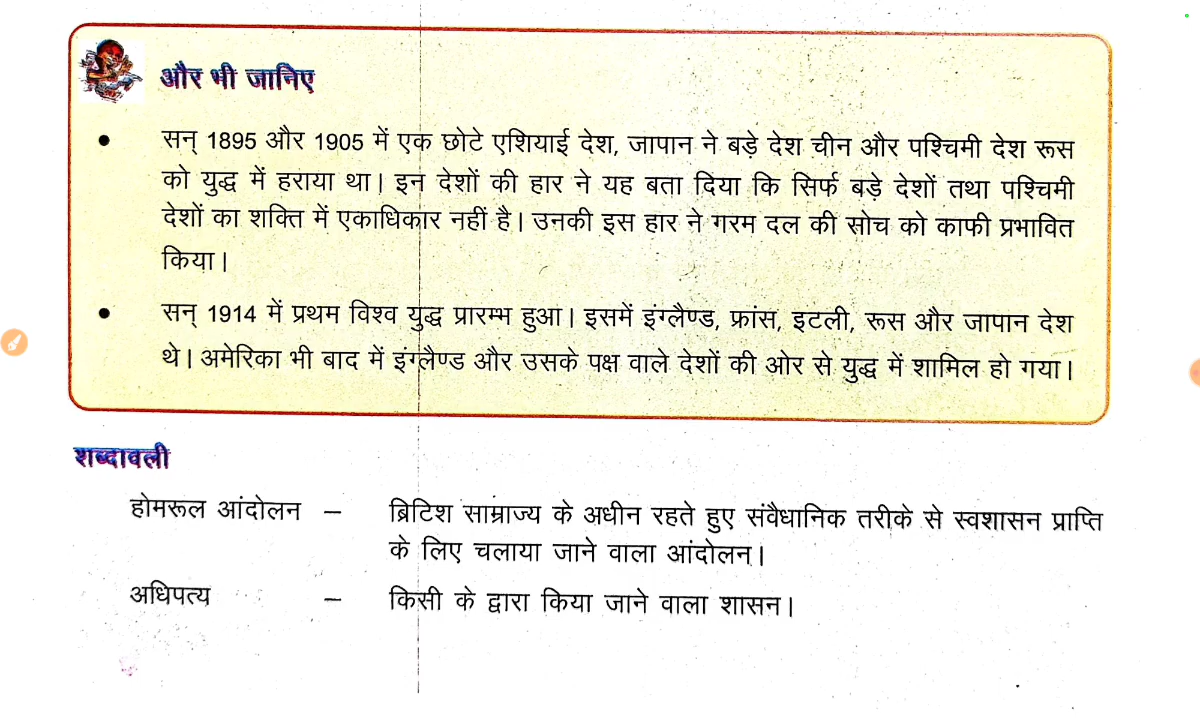 और भी जानिए
• सन् 1895 और 1905 में एक छोटे एशियाई देश, जापान ने बड़े देश चीन और पश्चिमी देश रूस
को युद्ध में हराया था। इन देशों की हार ने यह बता दिया कि सिर्फ बड़े देशों तथा पश्चिमी
देशों का शक्ति में एकाधिकार नहीं है। उनकी इस हार ने गरम दल की सोच को काफी प्रभावित
किया।
• सन् 1914 में प्रथम विश्व युद्ध प्रारम्भ हुआ। इसमें इंग्लैण्ड, फ्रांस, इटली, रूस और जापान देश
थे। अमेरिका भी बाद में इंग्लैण्ड और उसके पक्ष वाले देशों की ओर से युद्ध में शामिल हो गया।
शब्दावली
होमरूल आंदोलन – ब्रिटिश साम्राज्य के अधीन रहते हुए संवैधानिक तरीके से स्वशासन प्राप्ति
के लिए चलाया जाने वाला आंदोलन।
अधिपत्य – किसी के द्वारा किया जाने वाला शासन।